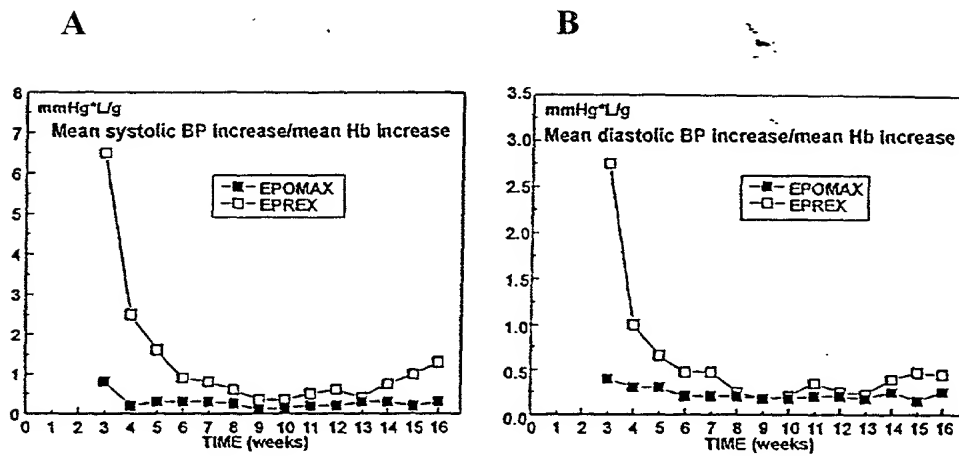 A
mmHg*L/g
Mean systolic BP increase/mean Hb increase
EPOMAX
EPREX
8
7
6
5
4
3
2
1
0
0 1 2 3 4 5 6 7 8 9 10 11 12 13 14 15 16
TIME (weeks)
B
mmHg*L/g
Mean diastolic BP increase/mean Hb increase
EPOMAX
EPREX
3.5
3.0
2.5
2.0
1.5
1.0
0.5
0.0
0 1 2 3 4 5 6 7 8 9 10 11 12 13 14 15 16
TIME (weeks)